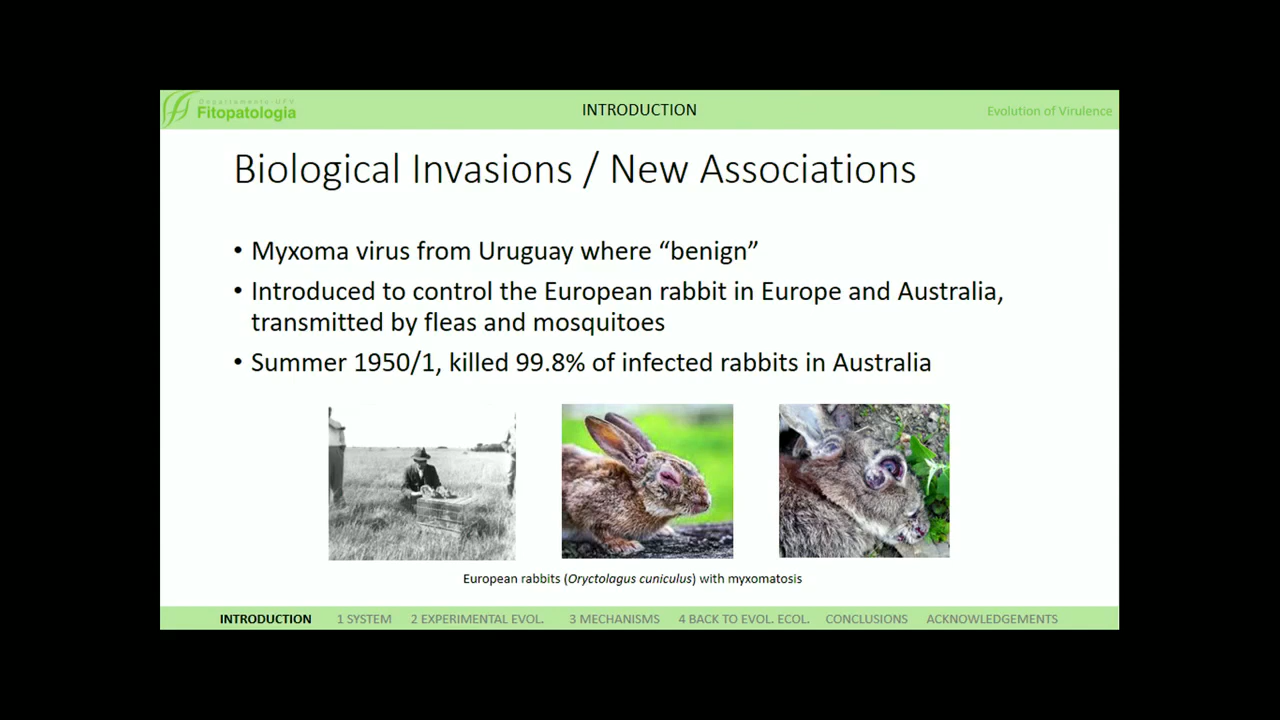 Departamento-UFV
Fitopatologia
INTRODUCTION
Evolution of Virulence
Biological Invasions / New Associations
• Myxoma virus from Uruguay where “benign”
• Introduced to control the European rabbit in Europe and Australia,
transmitted by fleas and mosquitoes
• Summer 1950/1, killed 99.8% of infected rabbits in Australia
European rabbits (Oryctolagus cuniculus) with myxomatosis
INTRODUCTION 1 SYSTEM 2 EXPERIMENTAL EVOL. 3 MECHANISMS 4 BACK TO EVOL. ECOL. CONCLUSIONS ACKNOWLEDGEMENTS